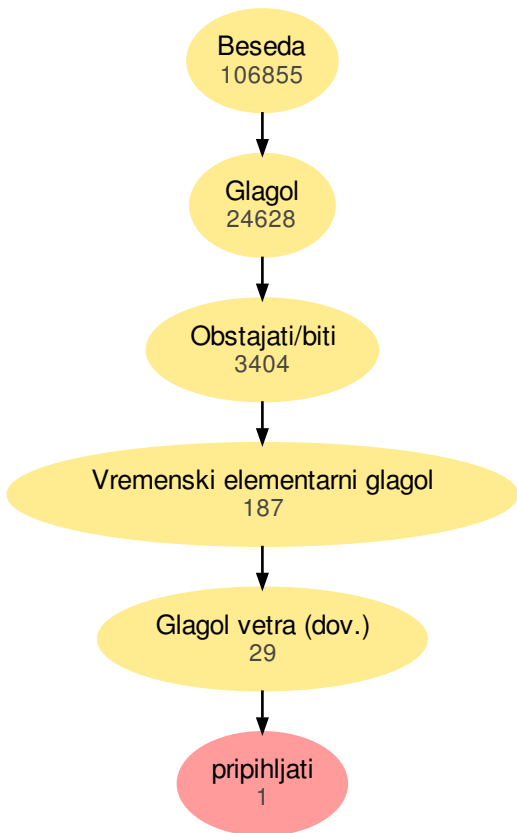 Beseda
106855
Glagol
24628
Obstajati/biti
3404
Vremenski elementarni glagol
187
Glagol vetra (dov.)
29
pripihljati
1